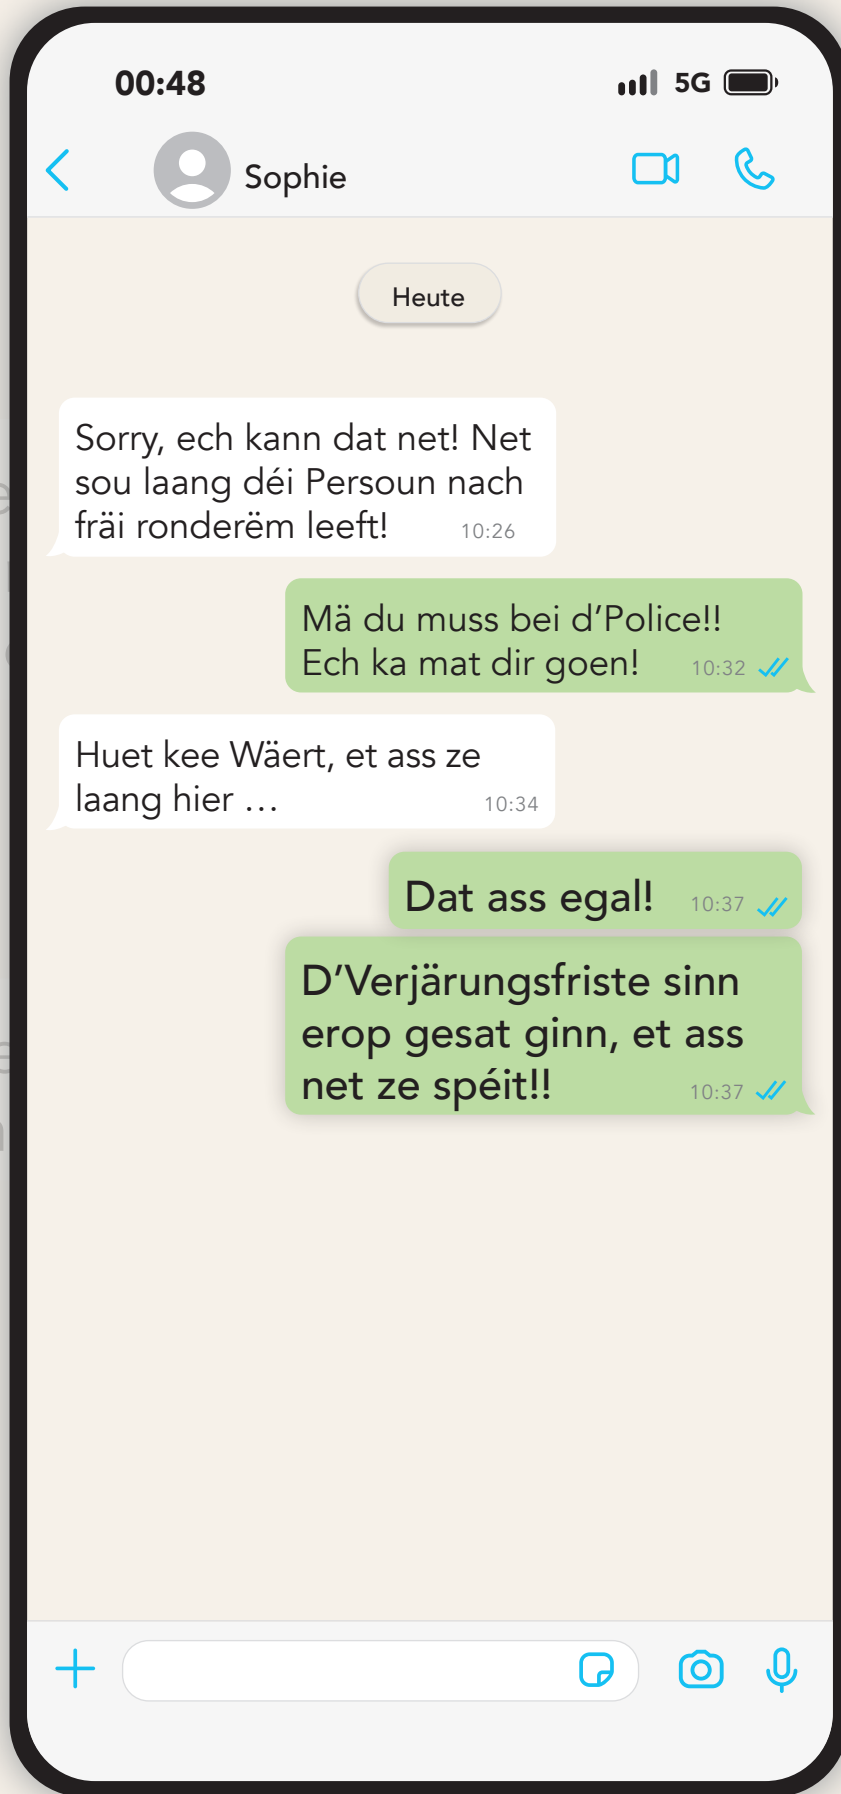 00:48
5G
Sophie
Heute
Sorry, ech kann dat net! Net
sou laang déi Persoun nach
fräi ronderëm leeft! 10:26
Mä du muss bei d’Police!!
Ech ka mat dir goen! 10:32
Huet kee Wäert, et ass ze
laang hier … 10:34
Dat ass egal! 10:37
D’Verjärungsfriste sinn
erop gesat ginn, et ass
net ze spéit!! 10:37